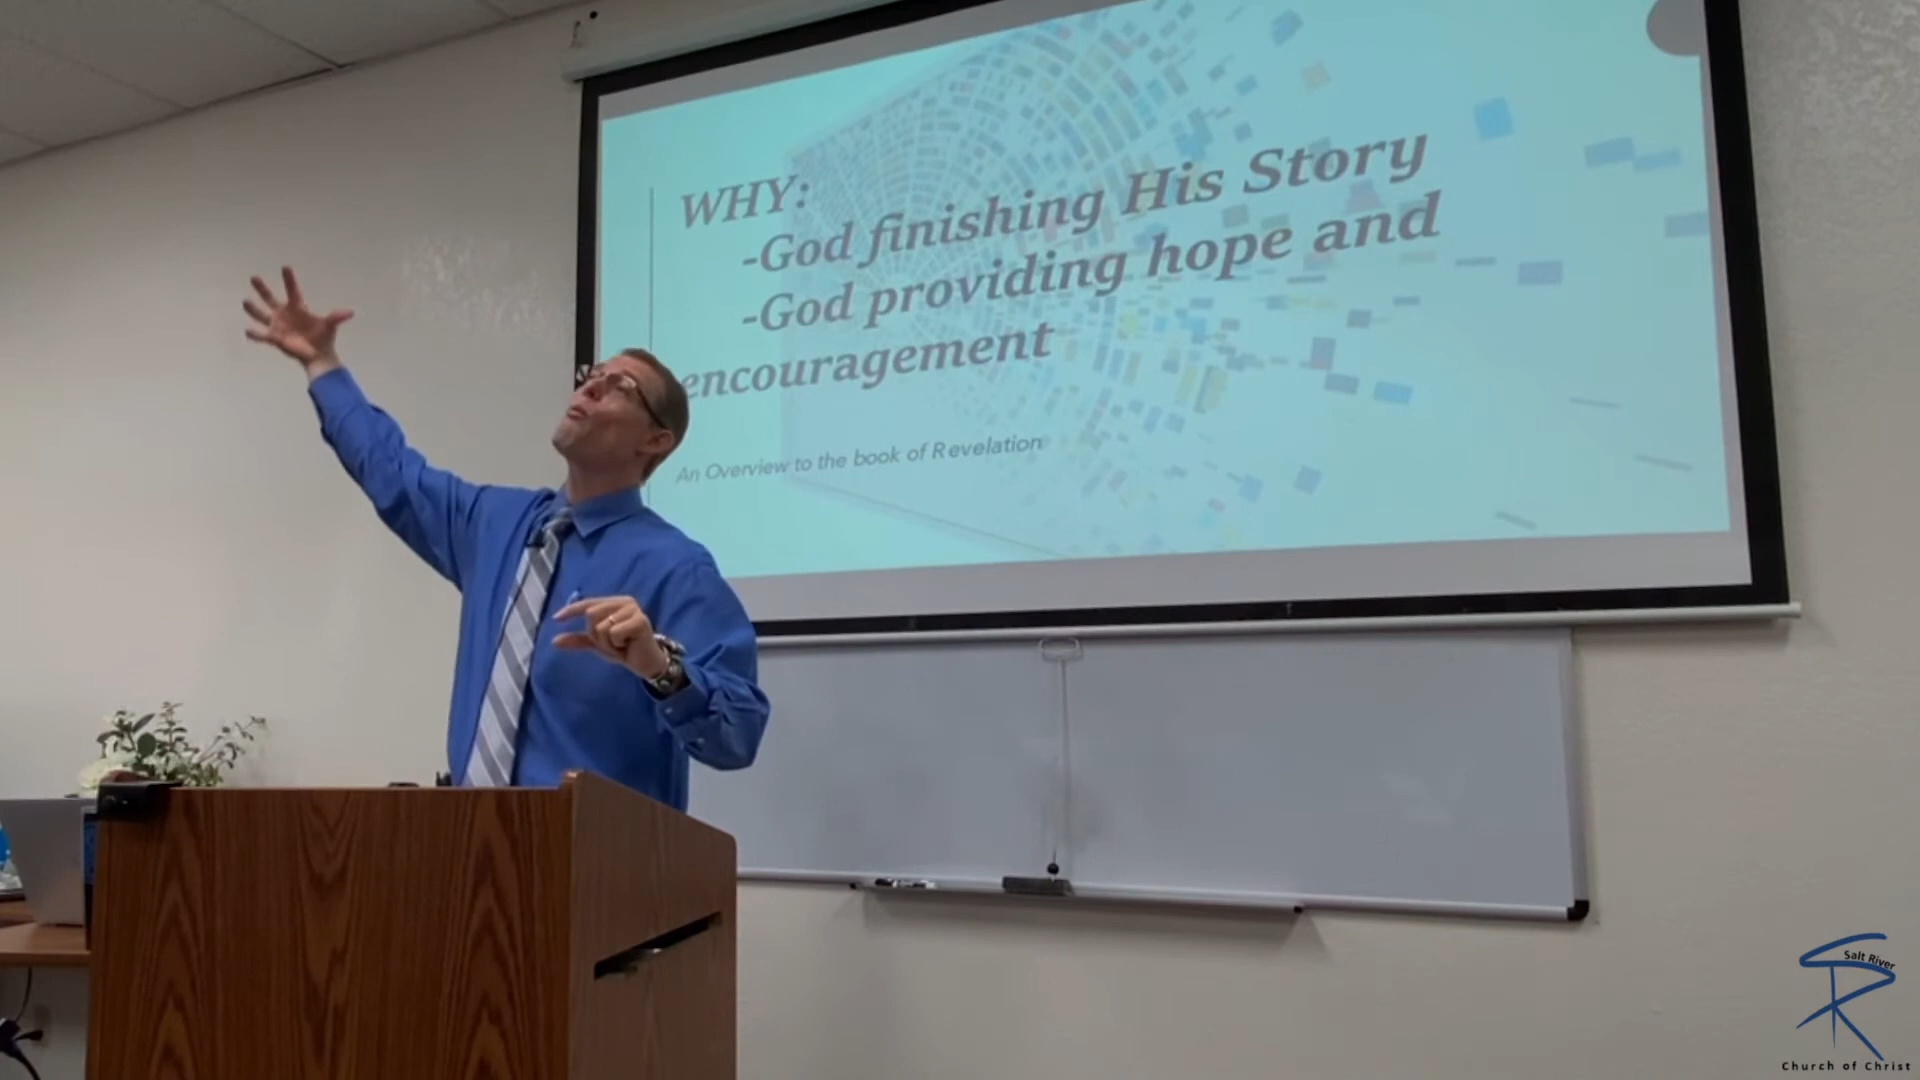 WHY:
-God finishing His Story
-God providing hope and
encouragement
An Overview to the book of Revelation
Salt River
Church of Christ